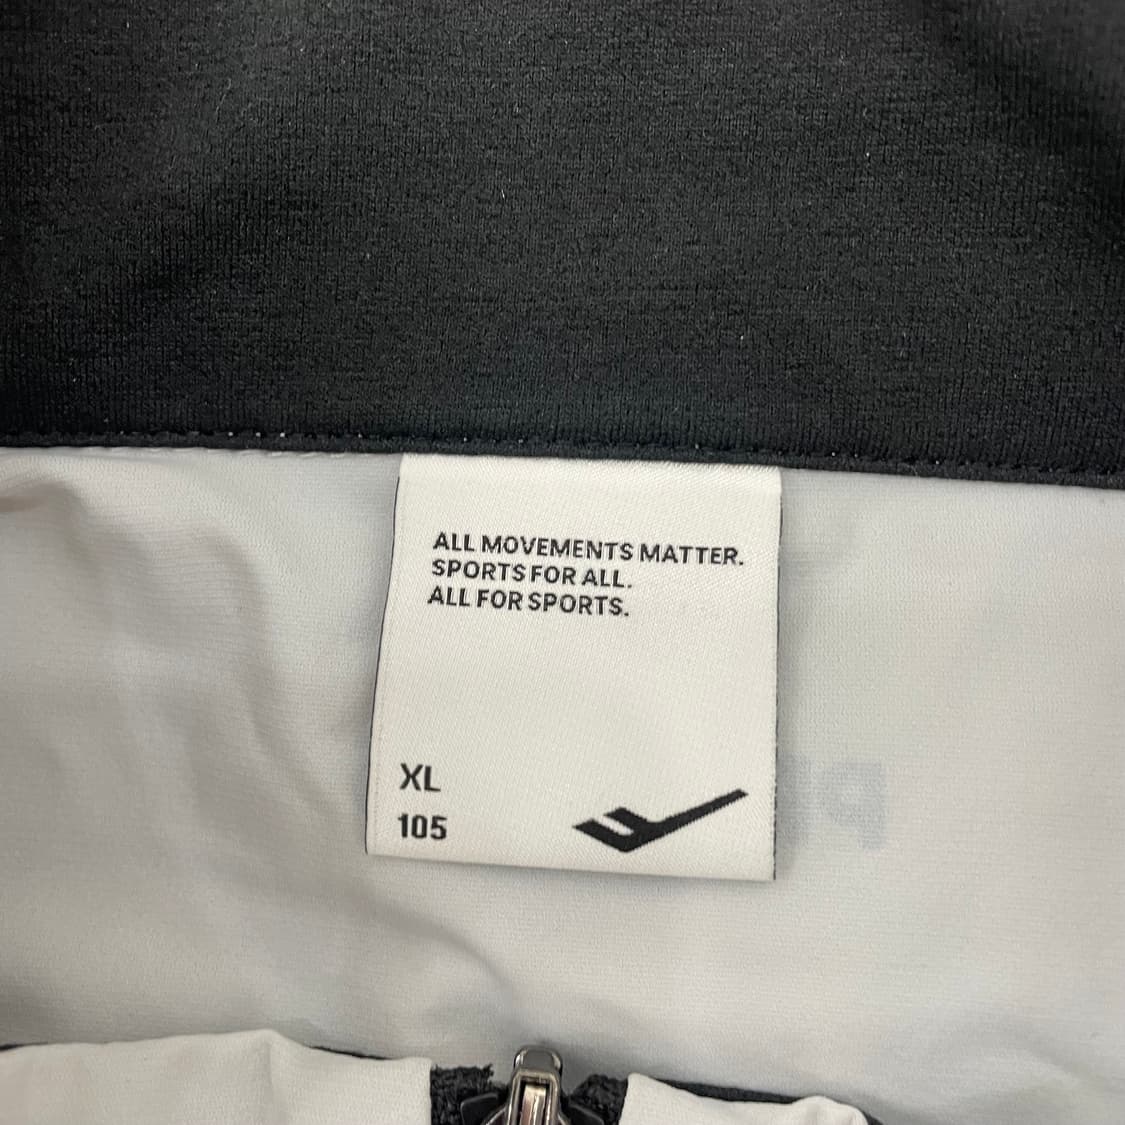 ALL MOVEMENTS MATTER.
SPORTS FOR ALL.
ALL FOR SPORTS.
XL
105